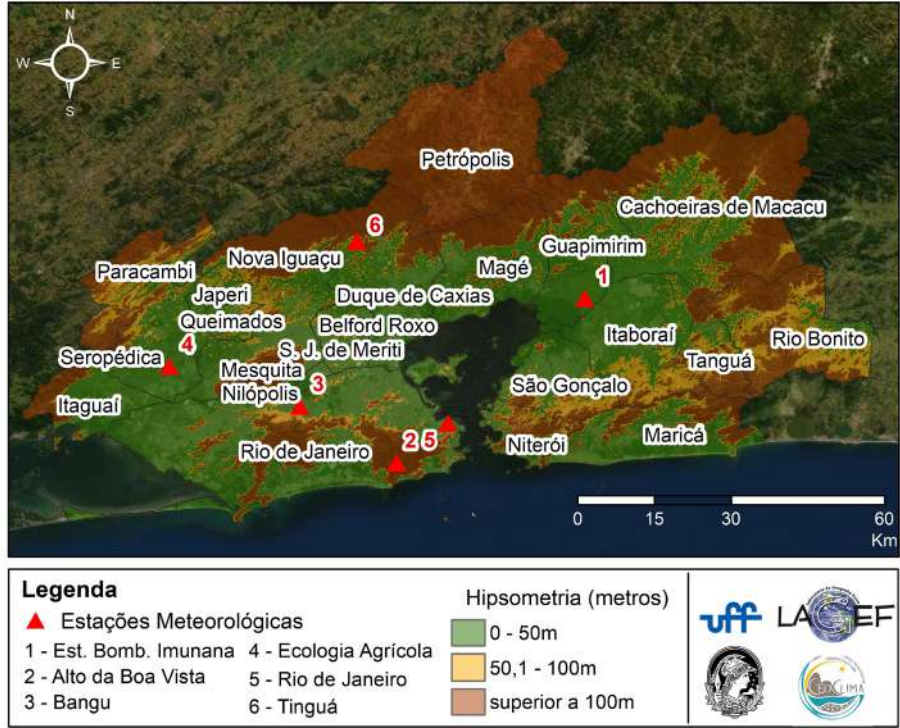 N
W E
S
Petrópolis
Cachoeiras de Macacu
6
Guapimirim
Nova Iguaçu
Paracambi
Magé
1
Japeri
Duque de Caxias
Queimados
Belford Roxo
Itaboraí
Rio Bonito
4
S. J. de Meriti
Seropédica
Tanguá
Mesquita
3
São Gonçalo
Nilópolis
Itaguaí
2 5
Maricá
Niterói
Rio de Janeiro
0 15 30 60
Km
Legenda
Estações Meteorológicas
1 - Est. Bomb. Imunana
2 - Alto da Boa Vista
3 - Bangu
4 - Ecologia Agrícola
5 - Rio de Janeiro
6 - Tinguá
Hipsometria (metros)
0 - 50m
50,1 - 100m
superior a 100m
uff
LAGEF
GEOCLIMA